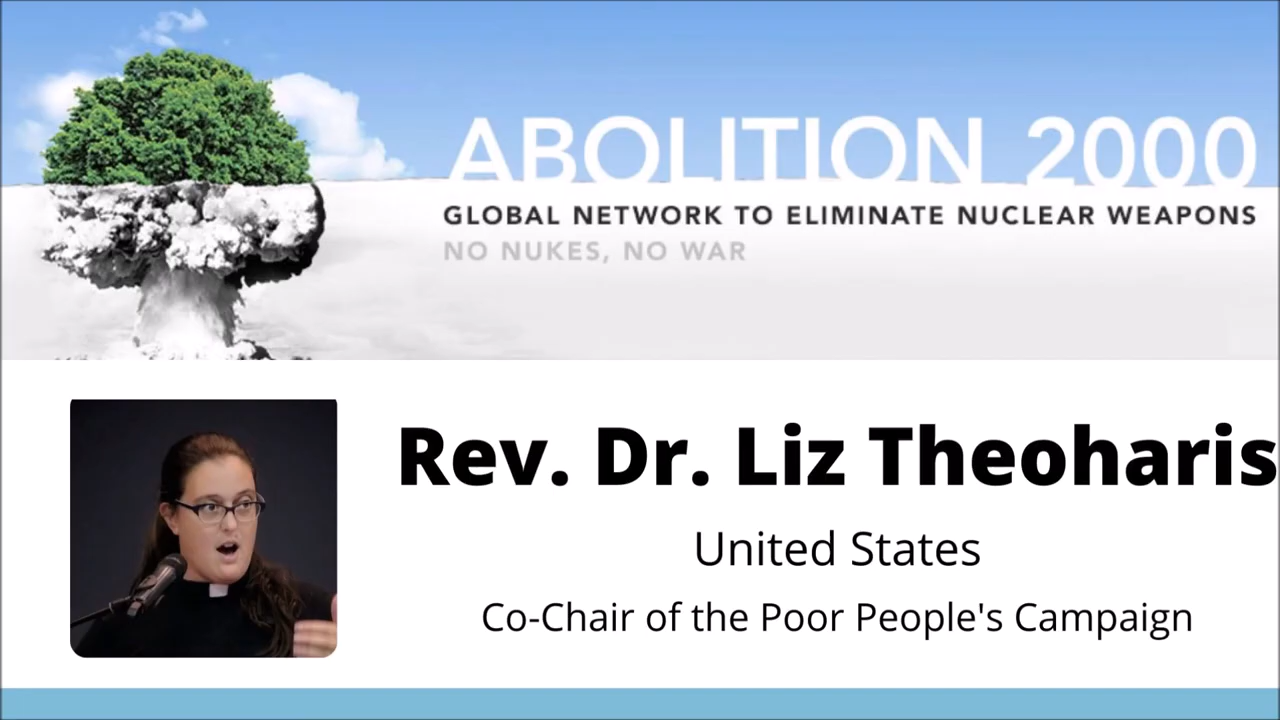 ABOLITION 2000
GLOBAL NETWORK TO ELIMINATE NUCLEAR WEAPONS
NO NUKES, NO WAR
Rev. Dr. Liz Theoharis
United States
Co-Chair of the Poor People's Campaign